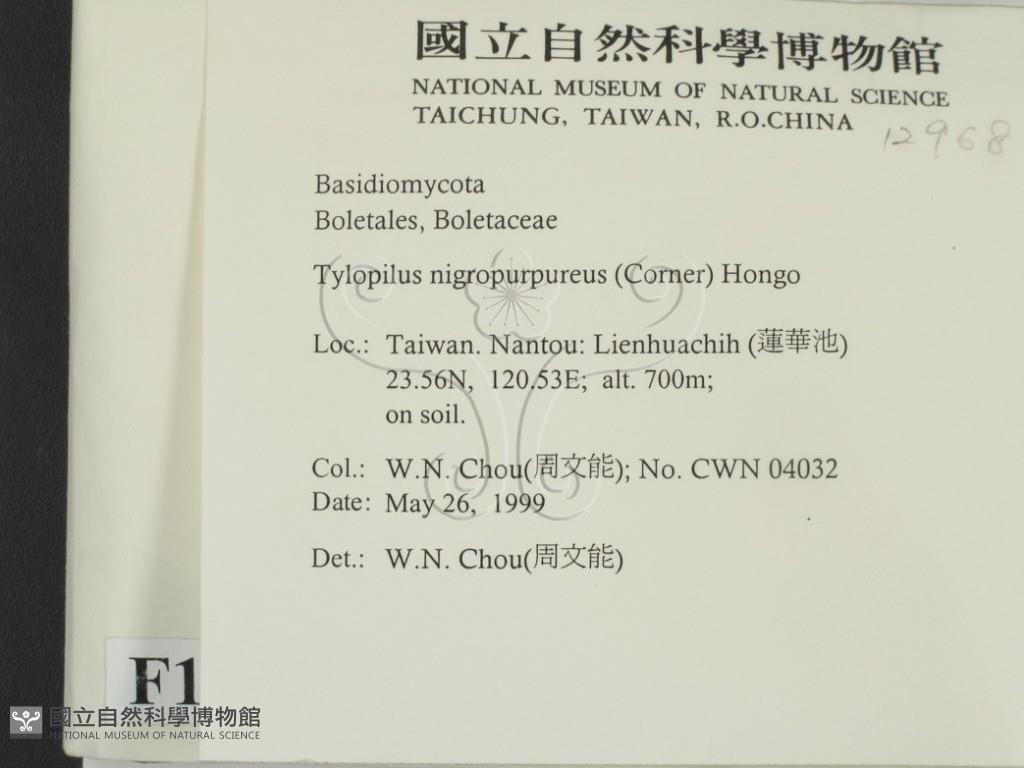 國立自然科學博物館
NATIONAL MUSEUM OF NATURAL SCIENCE
TAICHUNG, TAIWAN, R.O.CHINA
12968
Basidiomycota
Boletales, Boletaceae
Tylopilus nigropurpureus (Corner) Hongo
Loc.: Taiwan. Nantou: Lienhuachih (蓮華池)
23.56N, 120.53E; alt. 700m;
on soil.
Col.: W.N. Chou(周文能); No. CWN 04032
Date: May 26, 1999
Det.: W.N. Chou(周文能)
F1
國立自然科學博物館
NATIONAL MUSEUM OF NATURAL SCIENCE